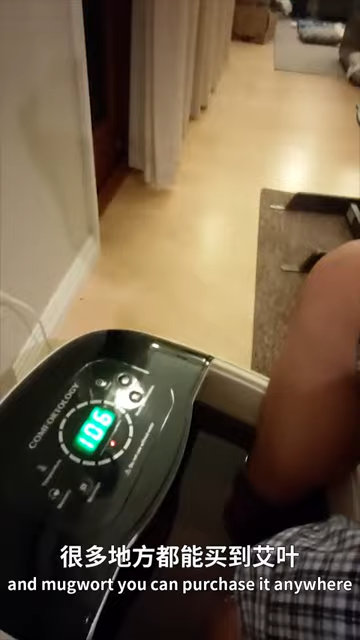 COMFORTOLOGY
106
很多地方都能买到艾叶
and mugwort you can purchase it anywhere